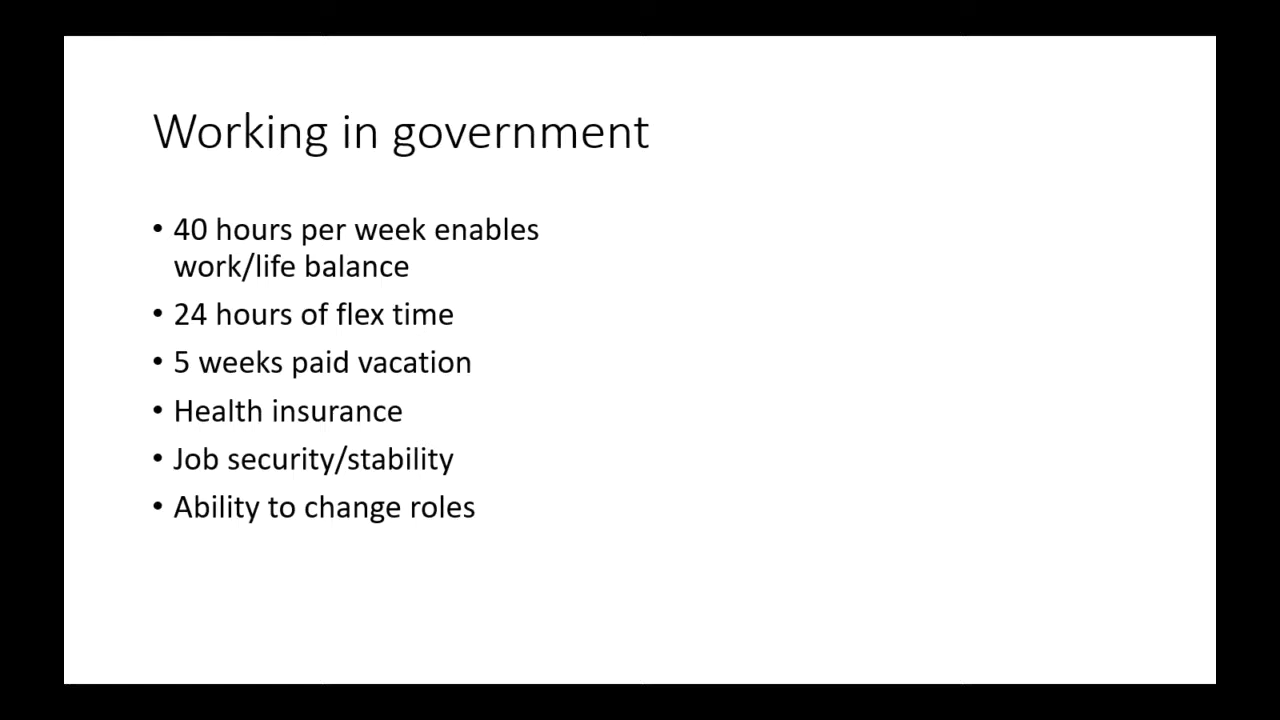 Working in government
• 40 hours per week enables
work/life balance
• 24 hours of flex time
• 5 weeks paid vacation
• Health insurance
• Job security/stability
• Ability to change roles